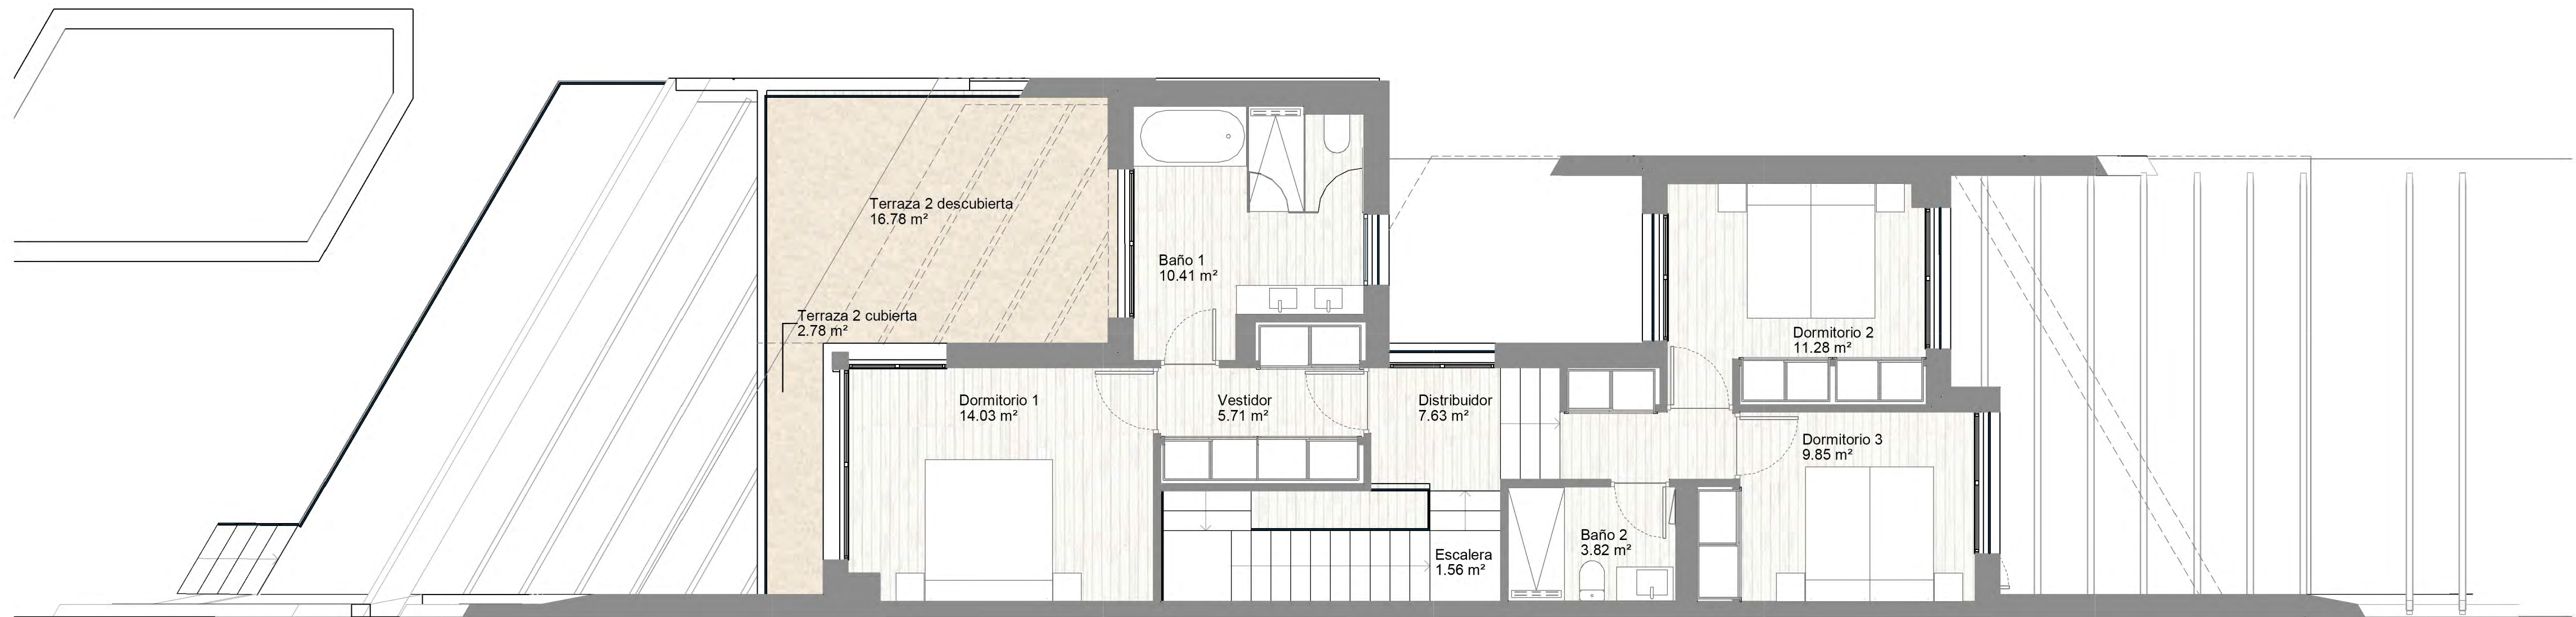 Terraza 2 descubierta
16.78 m²
Baño 1
10.41 m²
Terraza 2 cubierta
2.78 m²
Dormitorio 2
11.28 m²
Dormitorio 1
14.03 m²
Vestidor
5.71 m²
Distribuidor
7.63 m²
Dormitorio 3
9.85 m²
Baño 2
3.82 m²
Escalera
1.56 m²